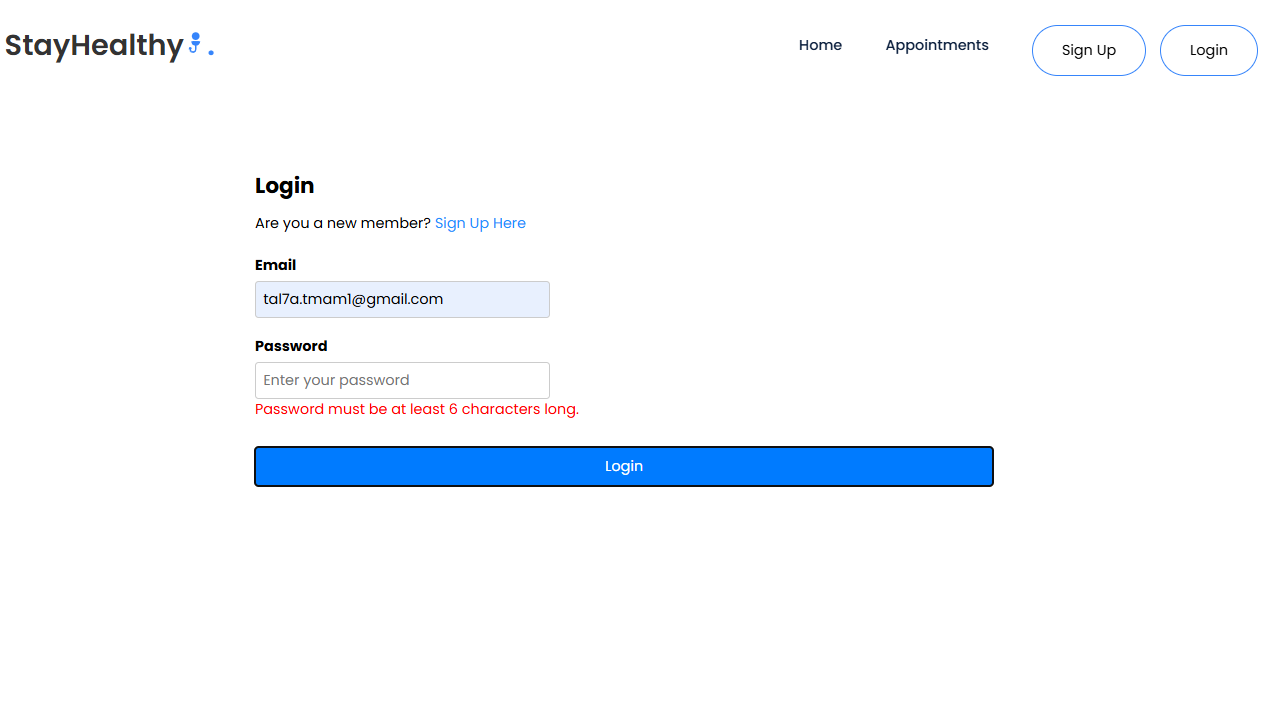 StayHealthy.
Home
Appointments
Sign Up
Login
Login
Are you a new member? Sign Up Here
Email
tal7a.tmam1@gmail.com
Password
Enter your password
Password must be at least 6 characters long.
Login